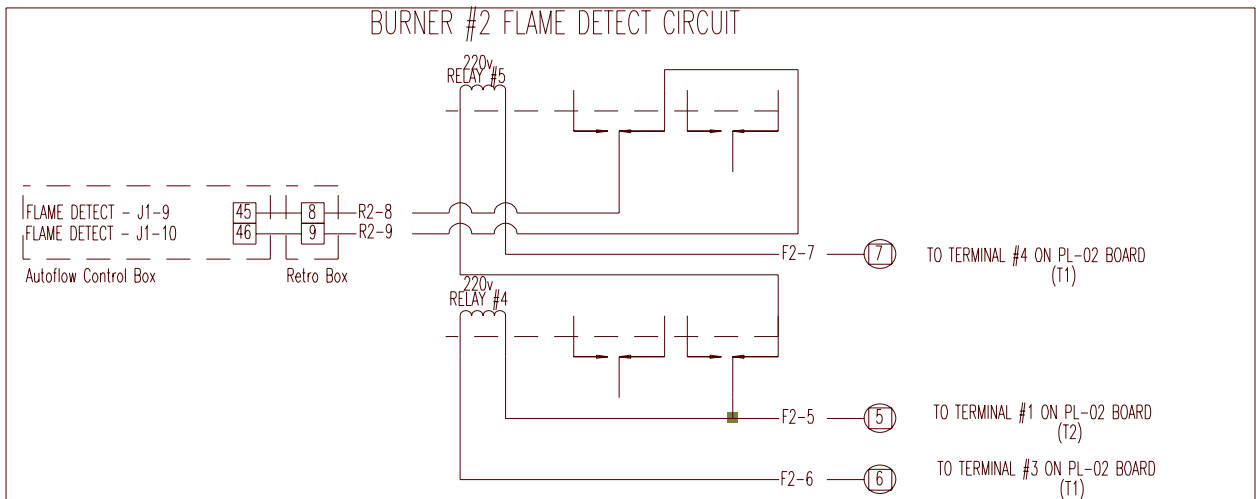 BURNER #2 FLAME DETECT CIRCUIT
220v
RELAY #5
FLAME DETECT - J1-9 45 8 R2-8
FLAME DETECT - J1-10 46 9 R2-9
Autoflow Control Box Retro Box
F2-7 7 TO TERMINAL #4 ON PL-02 BOARD
(T1)
220v
RELAY #4
F2-5 5 TO TERMINAL #1 ON PL-02 BOARD
(T2)
F2-6 6 TO TERMINAL #3 ON PL-02 BOARD
(T1)